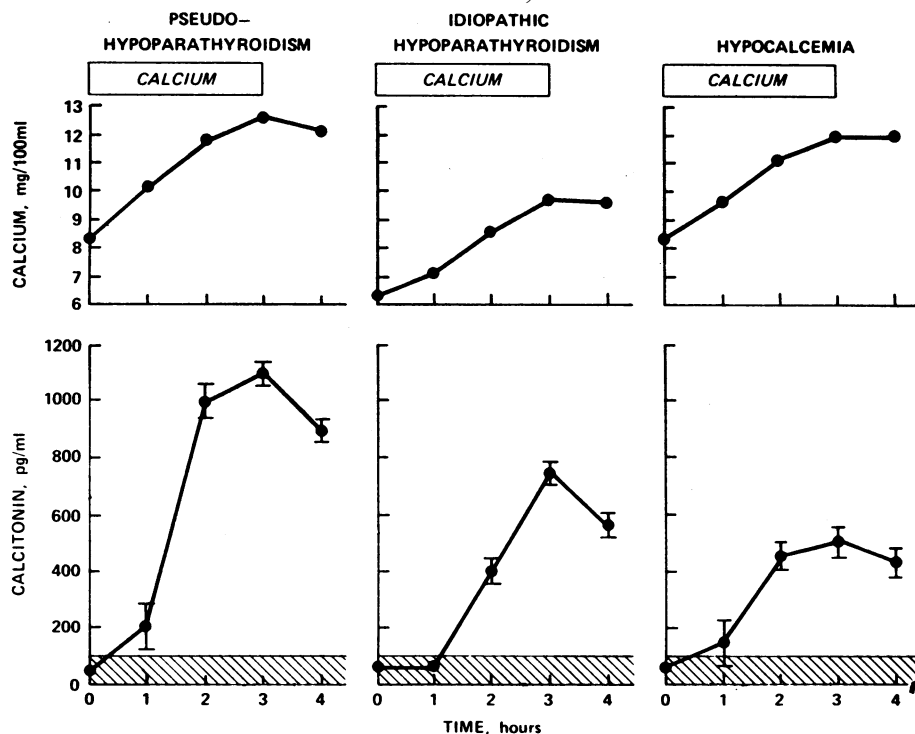 PSEUDO–
HYPOPARATHYROIDISM
IDIOPATHIC
HYPOPARATHYROIDISM
HYPOCALCEMIA
CALCIUM
CALCIUM
CALCIUM
CALCIUM, mg/100ml
13
12
11
10
9
8
7
6
CALCITONIN, pg/ml
1200
1000
800
600
400
200
0
0 1 2 3 4
0 1 2 3 4
0 1 2 3 4
TIME, hours